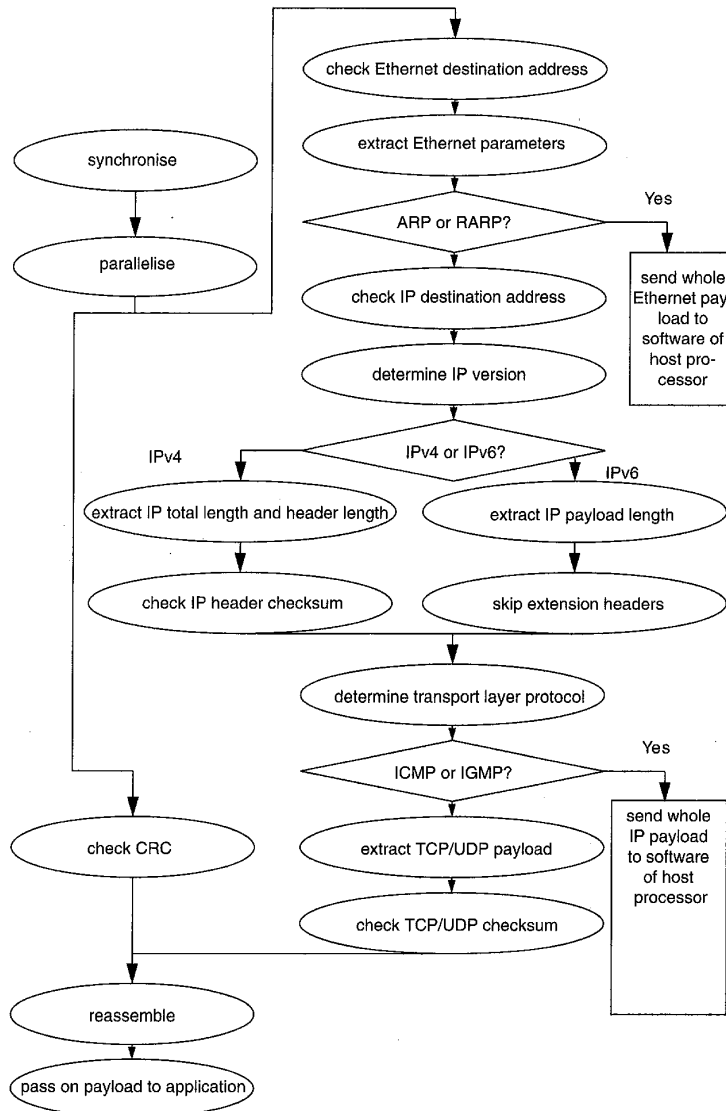 check Ethernet destination address
extract Ethernet parameters
synchronise
Yes
ARP or RARP?
parallelise
send whole
Ethernet pay
load to
software of
host pro-
cessor
check IP destination address
determine IP version
IPv4 or IPv6?
IPv4
IPv6
extract IP total length and header length
extract IP payload length
check IP header checksum
skip extension headers
determine transport layer protocol
Yes
ICMP or IGMP?
send whole
IP payload
to software
of host
processor
check CRC
extract TCP/UDP payload
check TCP/UDP checksum
reassemble
pass on payload to application